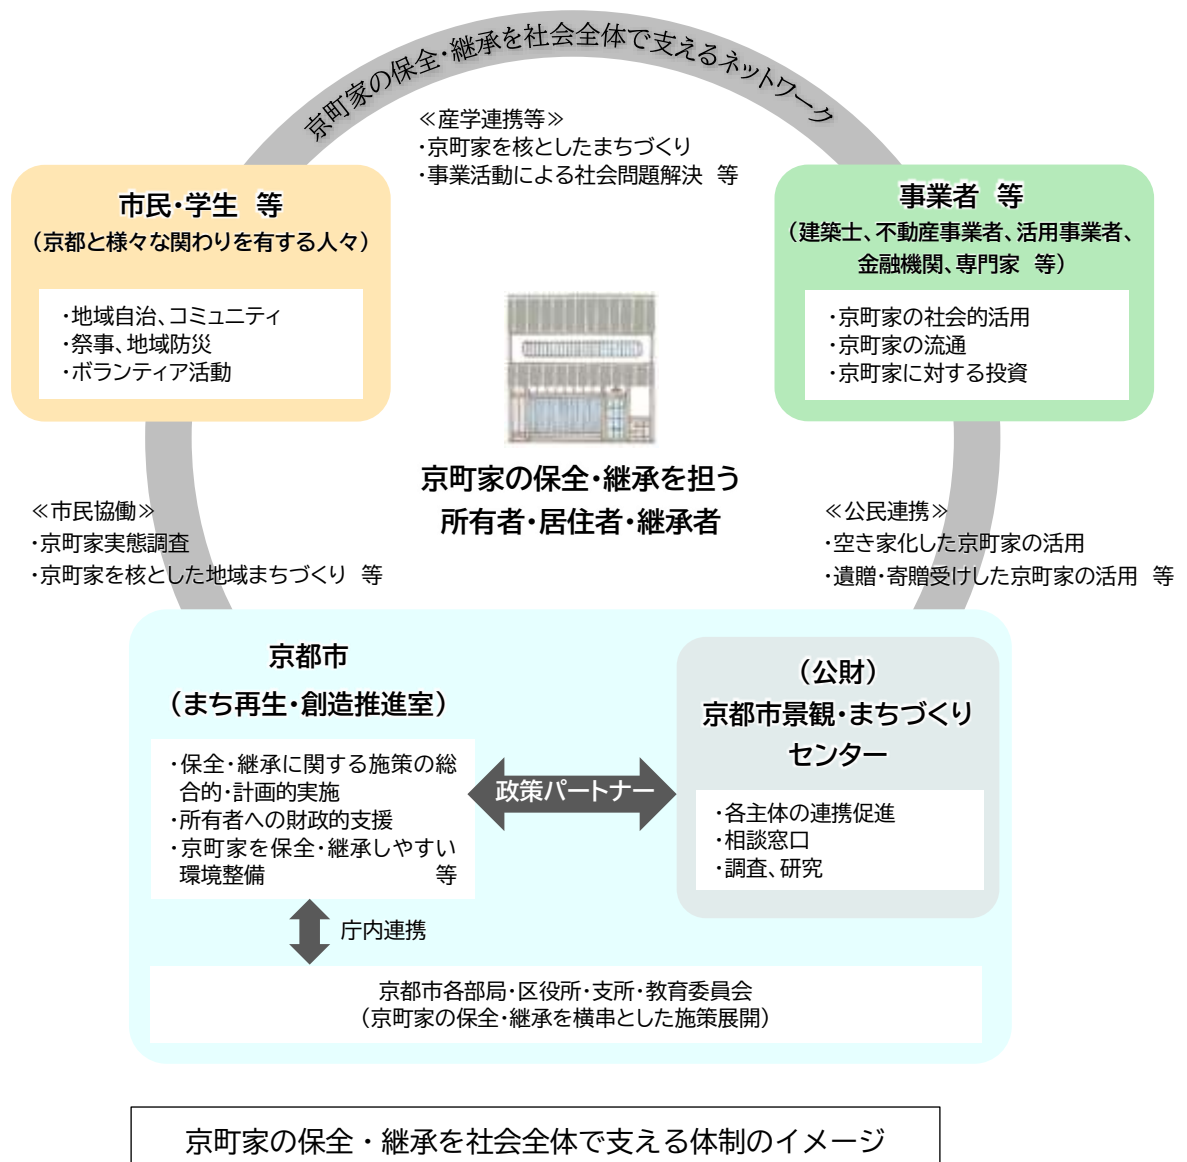 京町家の保全・継承を社会全体で支えるネットワーク
≪産学連携等≫
・京町家を核としたまちづくり
・事業活動による社会問題解決　等
市民・学生　等
（京都と様々な関わりを有する人々）
・地域自治、コミュニティ
・祭事、地域防災
・ボランティア活動
事業者　等
（建築士、不動産事業者、活用事業者、
金融機関、専門家　等）
・京町家の社会的活用
・京町家の流通
・京町家に対する投資
京町家の保全・継承を担う
所有者・居住者・継承者
≪市民協働≫
・京町家実態調査
・京町家を核とした地域まちづくり　等
≪公民連携≫
・空き家化した京町家の活用
・遺贈・寄贈受けした京町家の活用　等
京都市
（まち再生・創造推進室）
・保全・継承に関する施策の総
合的・計画的実施
・所有者への財政的支援
・京町家を保全・継承しやすい
環境整備　　　　　　　　等
政策パートナー
（公財）
京都市景観・まちづくり
センター
・各主体の連携促進
・相談窓口
・調査、研究
庁内連携
京都市各部局・区役所・支所・教育委員会
（京町家の保全・継承を横串とした施策展開）
京町家の保全・継承を社会全体で支える体制のイメージ